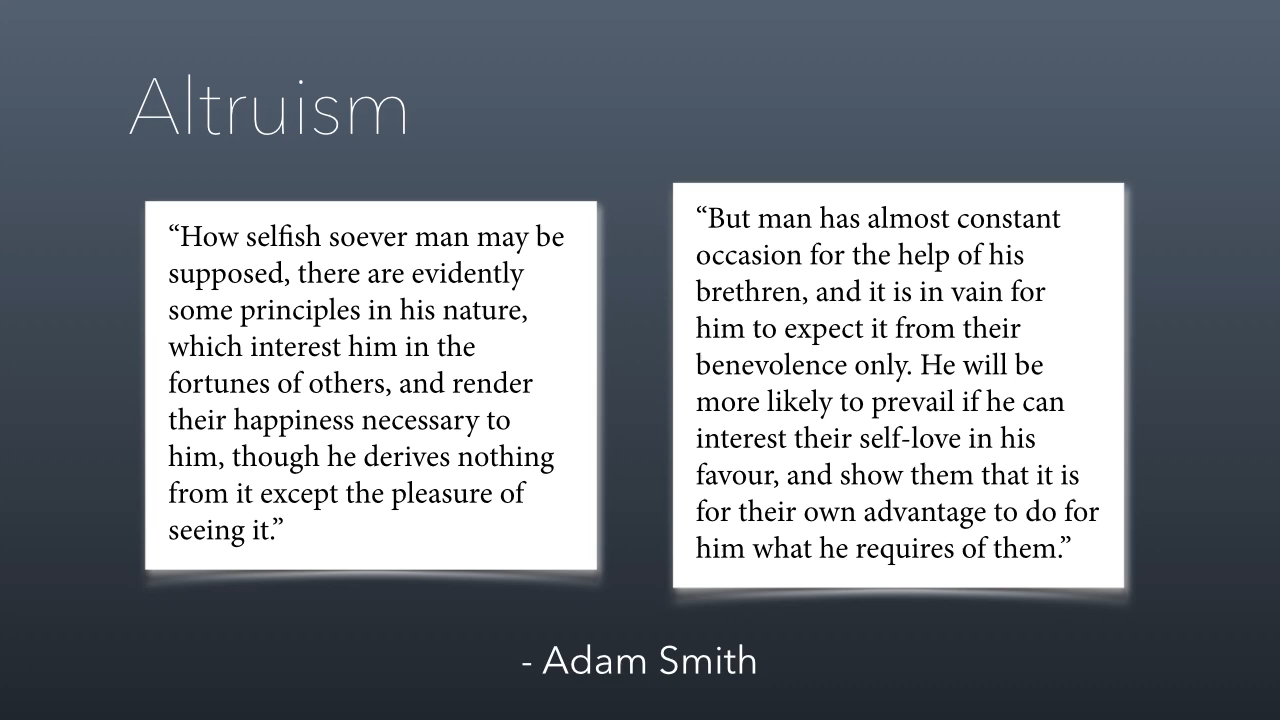 Altruism
“How selfish soever man may be
supposed, there are evidently
some principles in his nature,
which interest him in the
fortunes of others, and render
their happiness necessary to
him, though he derives nothing
from it except the pleasure of
seeing it.”
“But man has almost constant
occasion for the help of his
brethren, and it is in vain for
him to expect it from their
benevolence only. He will be
more likely to prevail if he can
interest their self-love in his
favour, and show them that it is
for their own advantage to do for
him what he requires of them.”
- Adam Smith